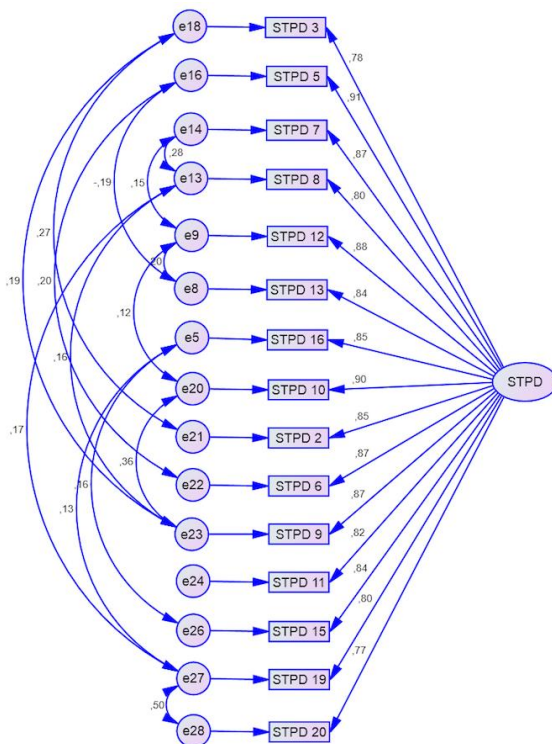 e18 STPD 3
,78
e16 STPD 5
,91
e14 STPD 7
,87
,28
-,19 ,15
e13 STPD 8
,80
e9 STPD 12
,88
,27
,20
,19 ,20
e8 STPD 13
,84
,12
e5 STPD 16
,85
,16
STPD
e20 STPD 10
,90
,17
e21 STPD 2
,85
,36
e22 STPD 6
,87
,16
,13
e23 STPD 9
,87
e24 STPD 11
,82
e26 STPD 15
,84
e27 STPD 19
,80
,50
e28 STPD 20
,77